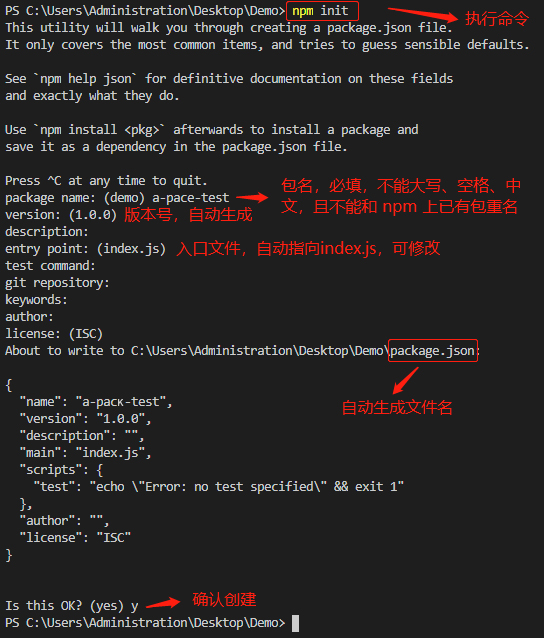 PS C:\Users\Administration\Desktop\Demo> npm init 执行命令
This utility will walk you through creating a package.json file.
It only covers the most common items, and tries to guess sensible defaults.

See `npm help json` for definitive documentation on these fields
and exactly what they do.

Use `npm install <pkg>` afterwards to install a package and
save it as a dependency in the package.json file.

Press ^C at any time to quit.
package name: (demo) a-pace-test 包名，必填，不能大写、空格、中
文，且不能和 npm 上已有包重名
version: (1.0.0) 版本号，自动生成
description:
entry point: (index.js) 入口文件，自动指向index.js，可修改
test command:
git repository:
keywords:
author:
license: (ISC)
About to write to C:\Users\Administration\Desktop\Demo\package.json:
自动生成文件名
{
  "name": "a-pacк-test",
  "version": "1.0.0",
  "description": "",
  "main": "index.js",
  "scripts": {
    "test": "echo \"Error: no test specified\" && exit 1"
  },
  "author": "",
  "license": "ISC"
}

Is this OK? (yes) y 确认创建
PS C:\Users\Administration\Desktop\Demo>